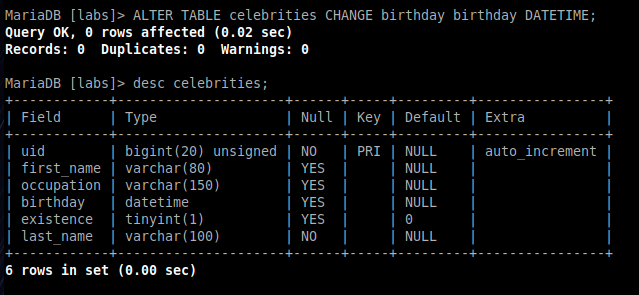 MariaDB [labs]> ALTER TABLE celebrities CHANGE birthday birthday DATETIME;
Query OK, 0 rows affected (0.02 sec)
Records: 0  Duplicates: 0  Warnings: 0

MariaDB [labs]> desc celebrities;
+------------+---------------------+------+-----+---------+----------------+
| Field      | Type                | Null | Key | Default | Extra          |
+------------+---------------------+------+-----+---------+----------------+
| uid        | bigint(20) unsigned | NO   | PRI | NULL    | auto_increment |
| first_name | varchar(80)         | YES  |     | NULL    |                |
| occupation | varchar(150)        | YES  |     | NULL    |                |
| birthday   | datetime            | YES  |     | NULL    |                |
| existence  | tinyint(1)          | YES  |     | 0       |                |
| last_name  | varchar(100)        | NO   |     | NULL    |                |
+------------+---------------------+------+-----+---------+----------------+
6 rows in set (0.00 sec)